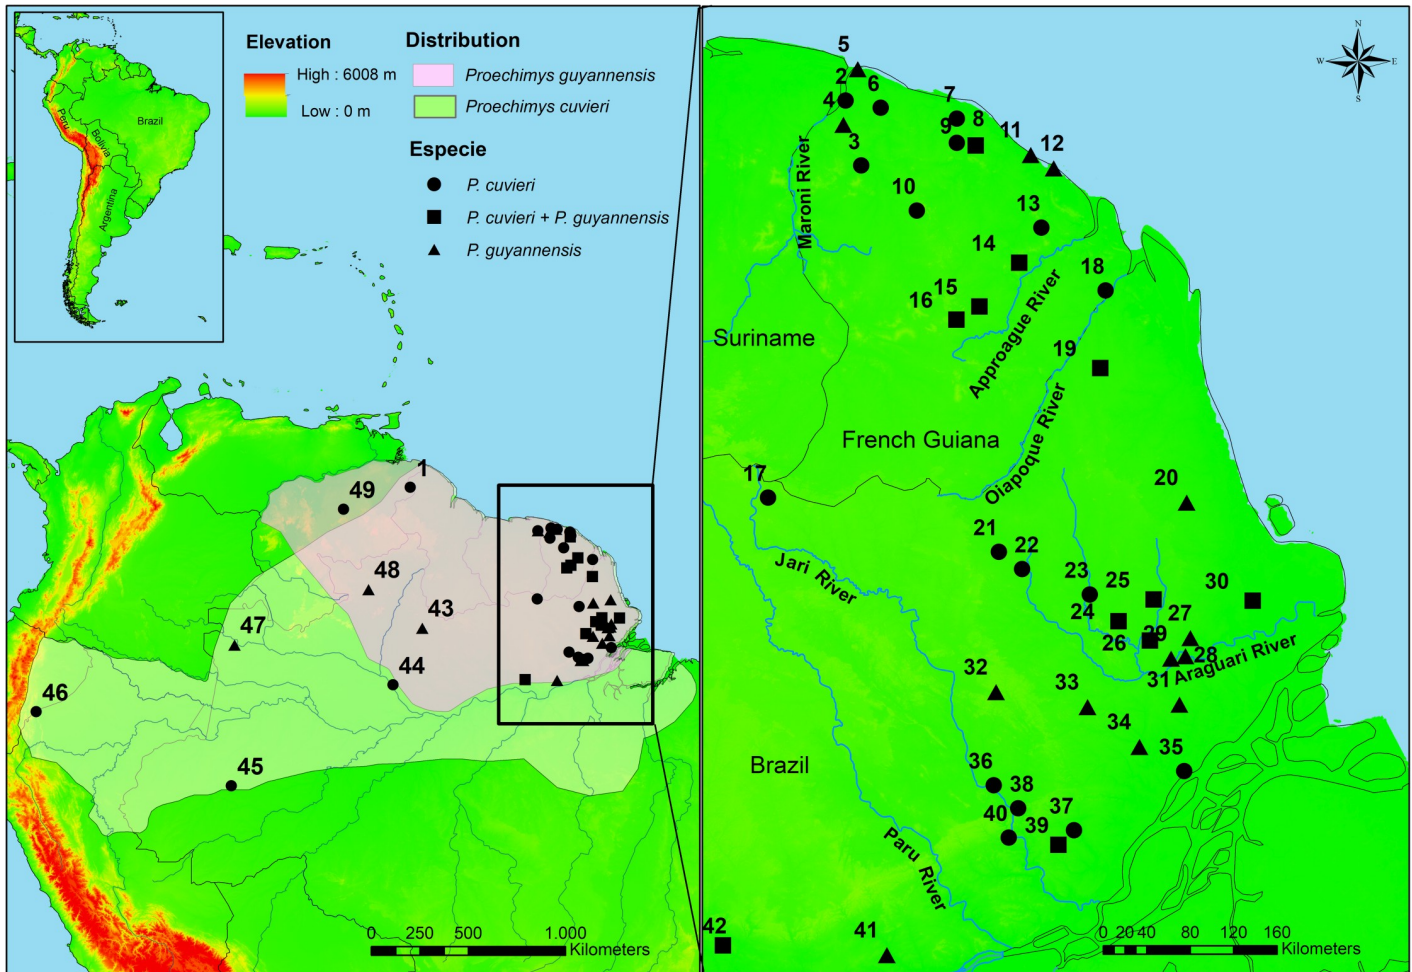 Peru
Bolivia
Brazil
Argentina
Elevation
High : 6008 m
Low : 0 m
Distribution
Proechimys guyannensis
Proechimys cuvieri
Especie
P. cuvieri
P. cuvieri + P. guyannensis
P. guyannensis
1
49
48
43
47
44
46
45
0 250 500 1.000
Kilometers
N
W E
S
5
2
6
4
7
8
9
11
12
3
10
13
Maroni River
14
18
15
16
Approague River
Suriname
19
French Guiana
Oiapoque River
17
20
21
22
Jari River
23
25
30
24
27
26
29
28
Araguari River
31
32
33
34
35
Brazil
36
38
37
40
39
Paru River
42
41
0 20 40 80 120 160
Kilometers